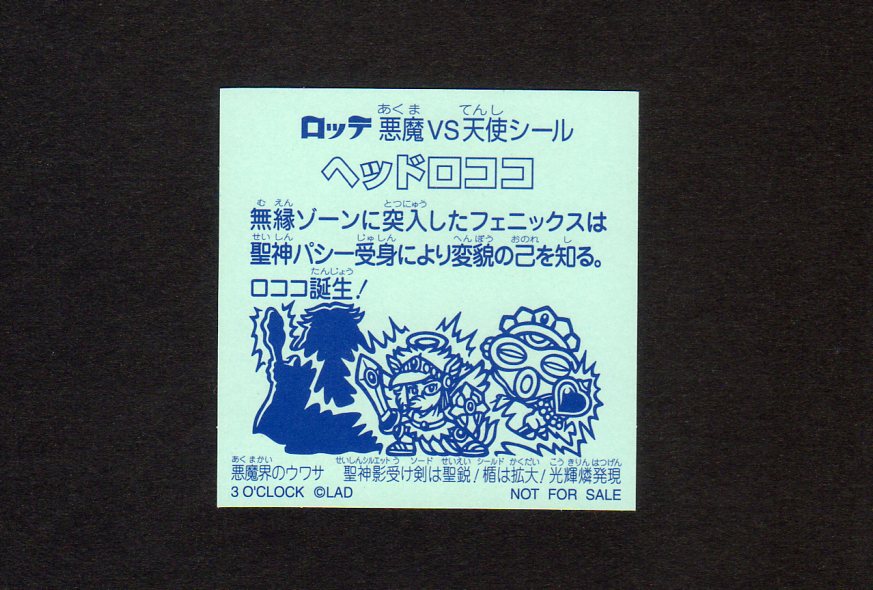 ロッテ 悪魔VS天使シール
ヘッドロココ
無縁ゾーンに突入したフェニックスは
聖神パシー受身により変貌の己を知る。
ロココ誕生!
悪魔界のウワサ 聖神影受け剣は聖鋭!楯は拡大!光輝燐発現
3 O'CLOCK ©LAD NOT FOR SALE